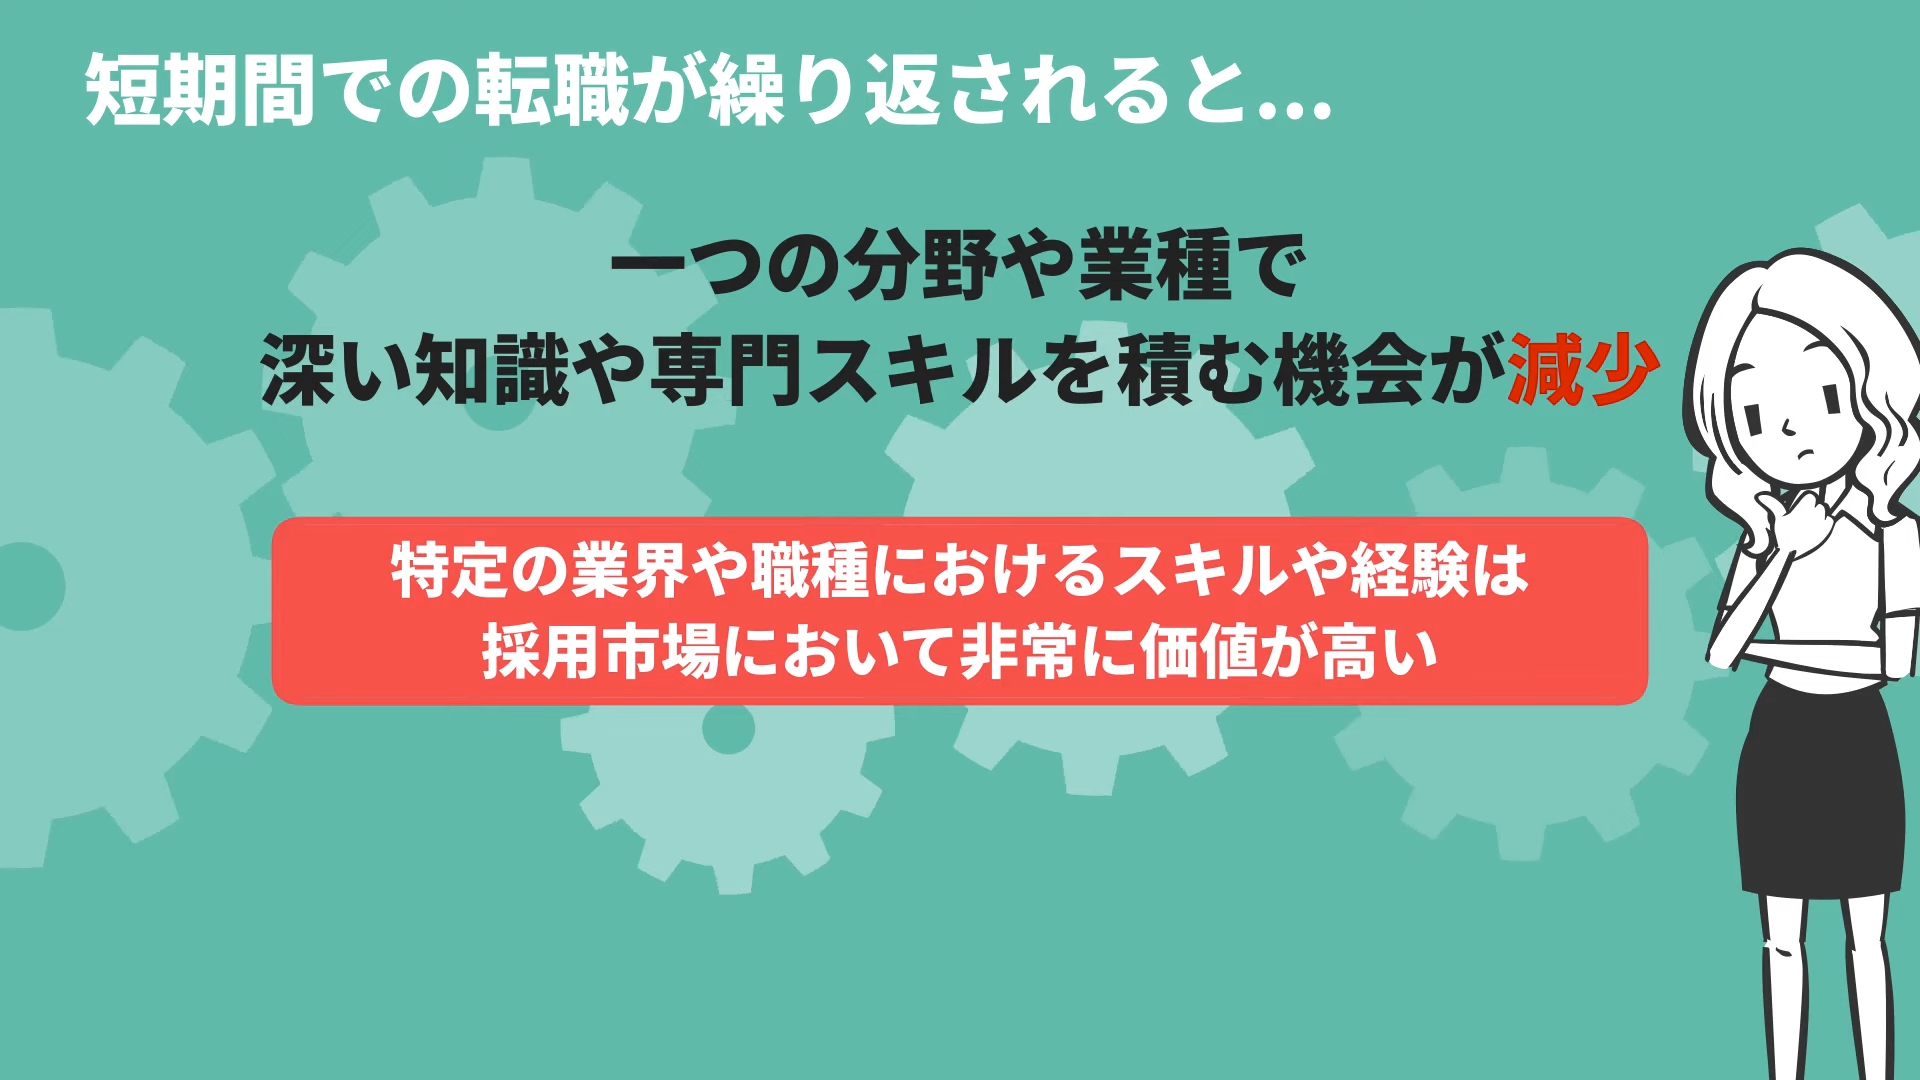 短期間での転職が繰り返されると...
一つの分野や業種で
深い知識や専門スキルを積む機会が減少
特定の業界や職種におけるスキルや経験は
採用市場において非常に価値が高い